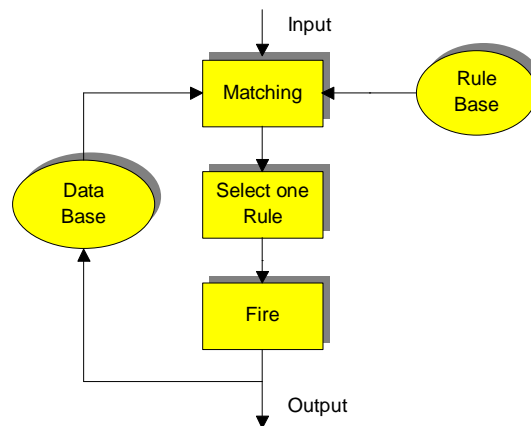 Input
Matching
Rule
Base
Data
Base
Select one
Rule
Fire
Output